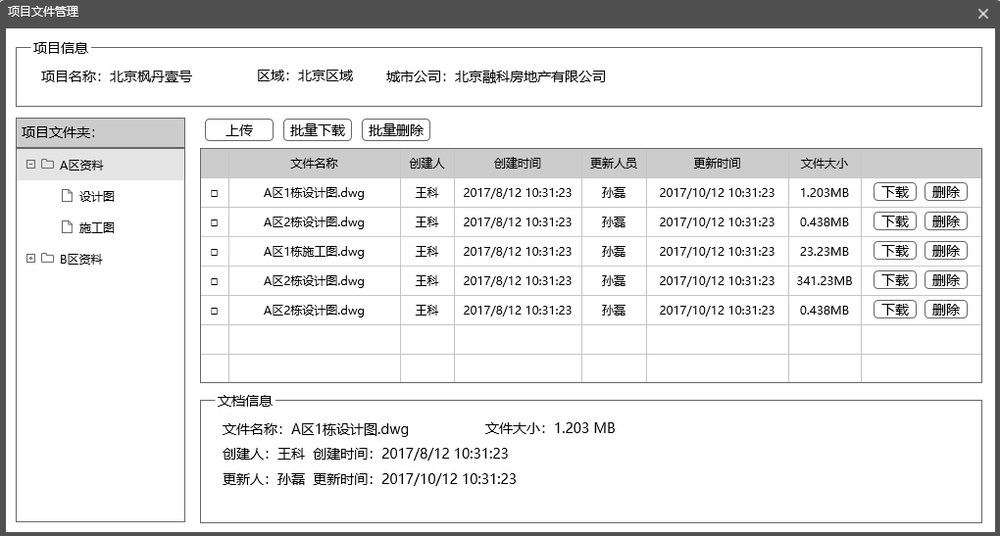 项目文件管理
项目信息
项目名称：北京枫丹壹号 区域：北京区域 城市公司：北京融科房地产有限公司
项目文件夹：
A区资料
设计图
施工图
B区资料
上传 批量下载 批量删除
文件名称 创建人 创建时间 更新人员 更新时间 文件大小
A区1栋设计图.dwg 王科 2017/8/12 10:31:23 孙磊 2017/10/12 10:31:23 1.203MB 下载 删除
A区2栋设计图.dwg 王科 2017/8/12 10:31:23 孙磊 2017/10/12 10:31:23 0.438MB 下载 删除
A区1栋施工图.dwg 王科 2017/8/12 10:31:23 孙磊 2017/10/12 10:31:23 23.23MB 下载 删除
A区2栋设计图.dwg 王科 2017/8/12 10:31:23 孙磊 2017/10/12 10:31:23 341.23MB 下载 删除
A区2栋设计图.dwg 王科 2017/8/12 10:31:23 孙磊 2017/10/12 10:31:23 0.438MB 下载 删除
文档信息
文件名称：A区1栋设计图.dwg 文件大小：1.203 MB
创建人：王科 创建时间：2017/8/12 10:31:23
更新人：孙磊 更新时间：2017/10/12 10:31:23